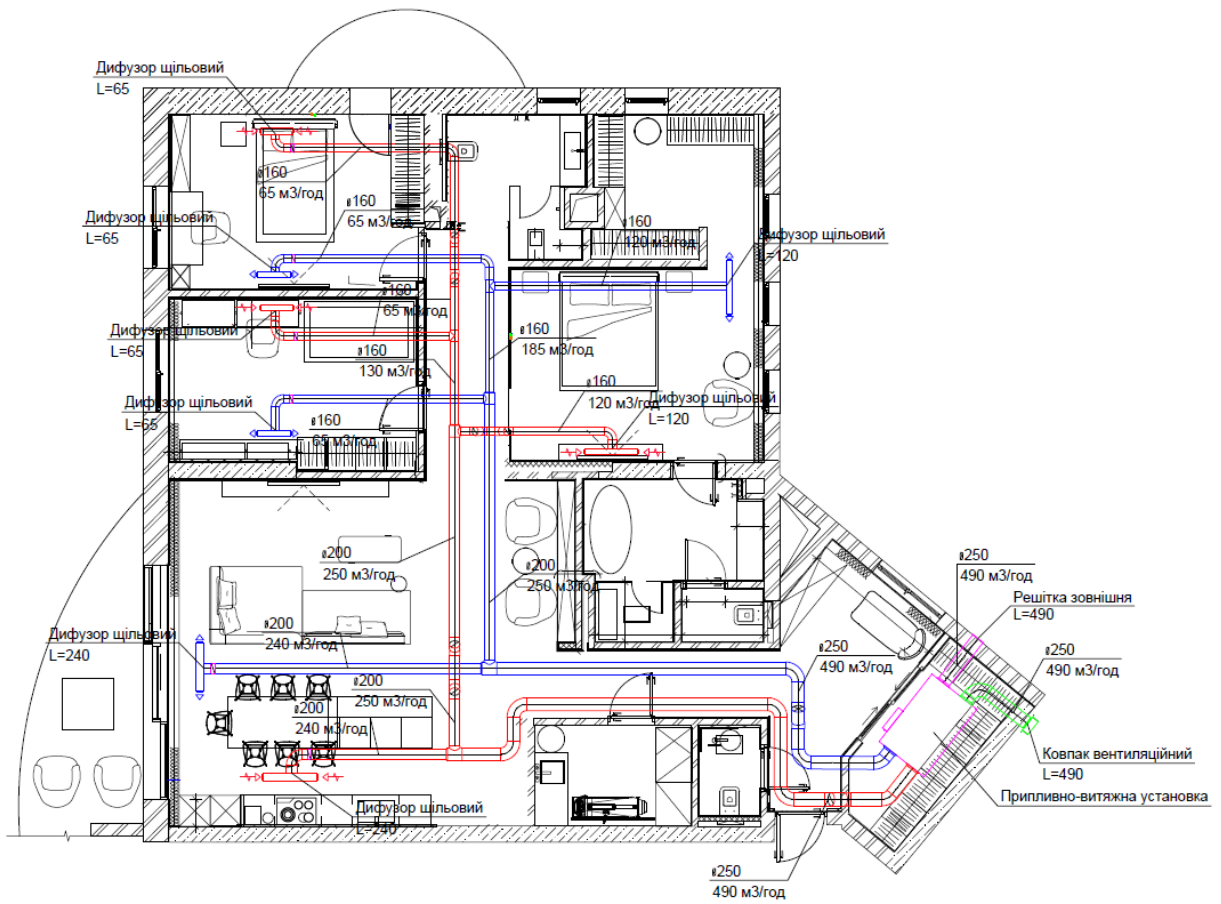 Дифузор щільовий
L=65
ø160
65 м3/год
ø160
65 м3/год
Дифузор щільовий
L=65
ø160
120 м3/год
Дифузор щільовий
L=120
ø160
65 м3/год
Дифузор щільовий
L=65
ø160
185 м3/год
ø160
130 м3/год
ø160
120 м3/год
Дифузор щільовий
L=120
Дифузор щільовий
L=65
ø160
65 м3/год
ø200
250 м3/год
ø200
250 м3/год
ø250
490 м3/год
Решітка зовнішня
L=490
ø200
240 м3/год
Дифузор щільовий
L=240
ø250
490 м3/год
ø250
490 м3/год
ø200
250 м3/год
ø200
240 м3/год
Ковпак вентиляційний
L=490
Припливно-витяжна установка
Дифузор щільовий
L=240
ø250
490 м3/год